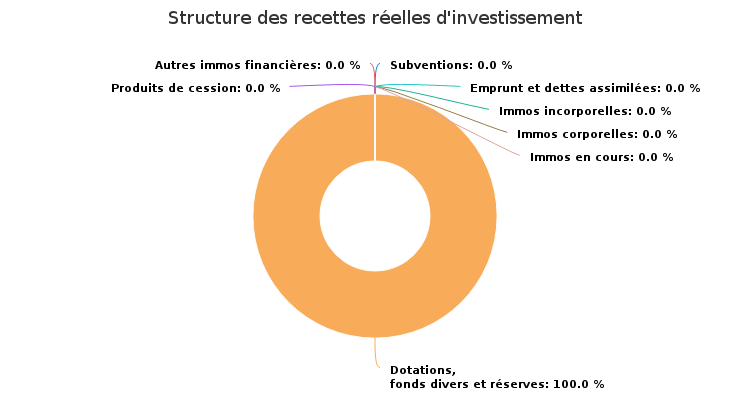 Structure des recettes réelles d'investissement
Autres immos financières: 0.0 %
Subventions: 0.0 %
Produits de cession: 0.0 %
Emprunt et dettes assimilées: 0.0 %
Immos incorporelles: 0.0 %
Immos corporelles: 0.0 %
Immos en cours: 0.0 %
Dotations,
fonds divers et réserves: 100.0 %